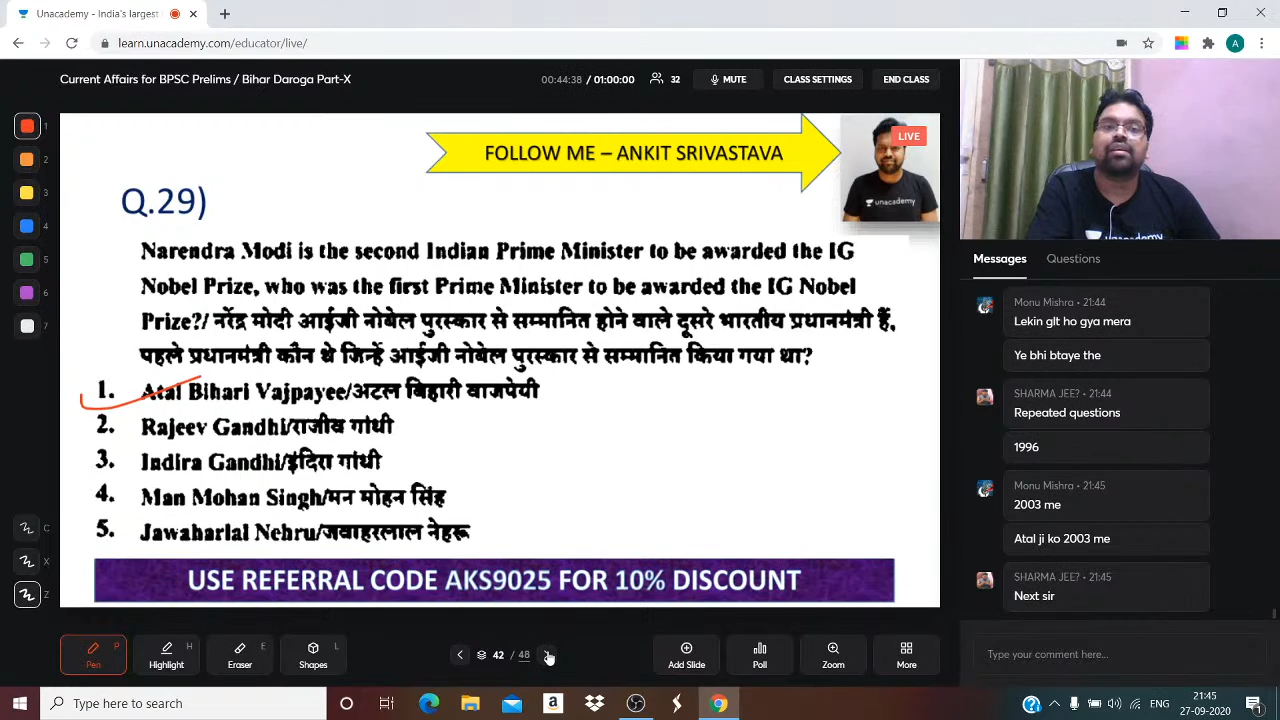 Unacademy - India's largest
learn.unacademy.com/educator/live/
A
Current Affairs for BPSC Prelims / Bihar Daroga Part-X
00:44:38 / 01:00:00
32
MUTE
CLASS SETTINGS
END CLASS
1
2
3
4
5
6
7
C
X
Z
FOLLOW ME – ANKIT SRIVASTAVA
LIVE
unacademy
Q.29)
Narendra Modi is the second Indian Prime Minister to be awarded the IG
Nobel Prize, who was the first Prime Minister to be awarded the IG Nobel
Prize?/ नरेंद्र मोदी आईजी नोबेल पुरस्कार से सम्मानित होने वाले दूसरे भारतीय प्रधानमंत्री हैं,
पहले प्रधानमंत्री कौन थे जिन्हें आईजी नोबेल पुरस्कार से सम्मानित किया गया था?
1. Atal Bihari Vajpayee/अटल बिहारी वाजपेयी
2. Rajeev Gandhi/राजीव गांधी
3. Indira Gandhi/इंदिरा गांधी
4. Man Mohan Singh/मन मोहन सिंह
5. Jawaharlal Nehru/जवाहरलाल नेहरू
USE REFERRAL CODE AKS9025 FOR 10% DISCOUNT
Pen P
Highlight H
Eraser E
Shapes L
42 / 48
Add Slide
Poll
Zoom
More
unacademy
Messages
Questions
Monu Mishra · 21:44
Lekin glt ho gya mera
Ye bhi btaye the
SHARMA JEE? · 21:44
Repeated questions
1996
Monu Mishra · 21:45
2003 me
Atal ji ko 2003 me
SHARMA JEE? · 21:45
Next sir
Type your comment...
Type here to search
a
ENG
21:45
27-09-2020